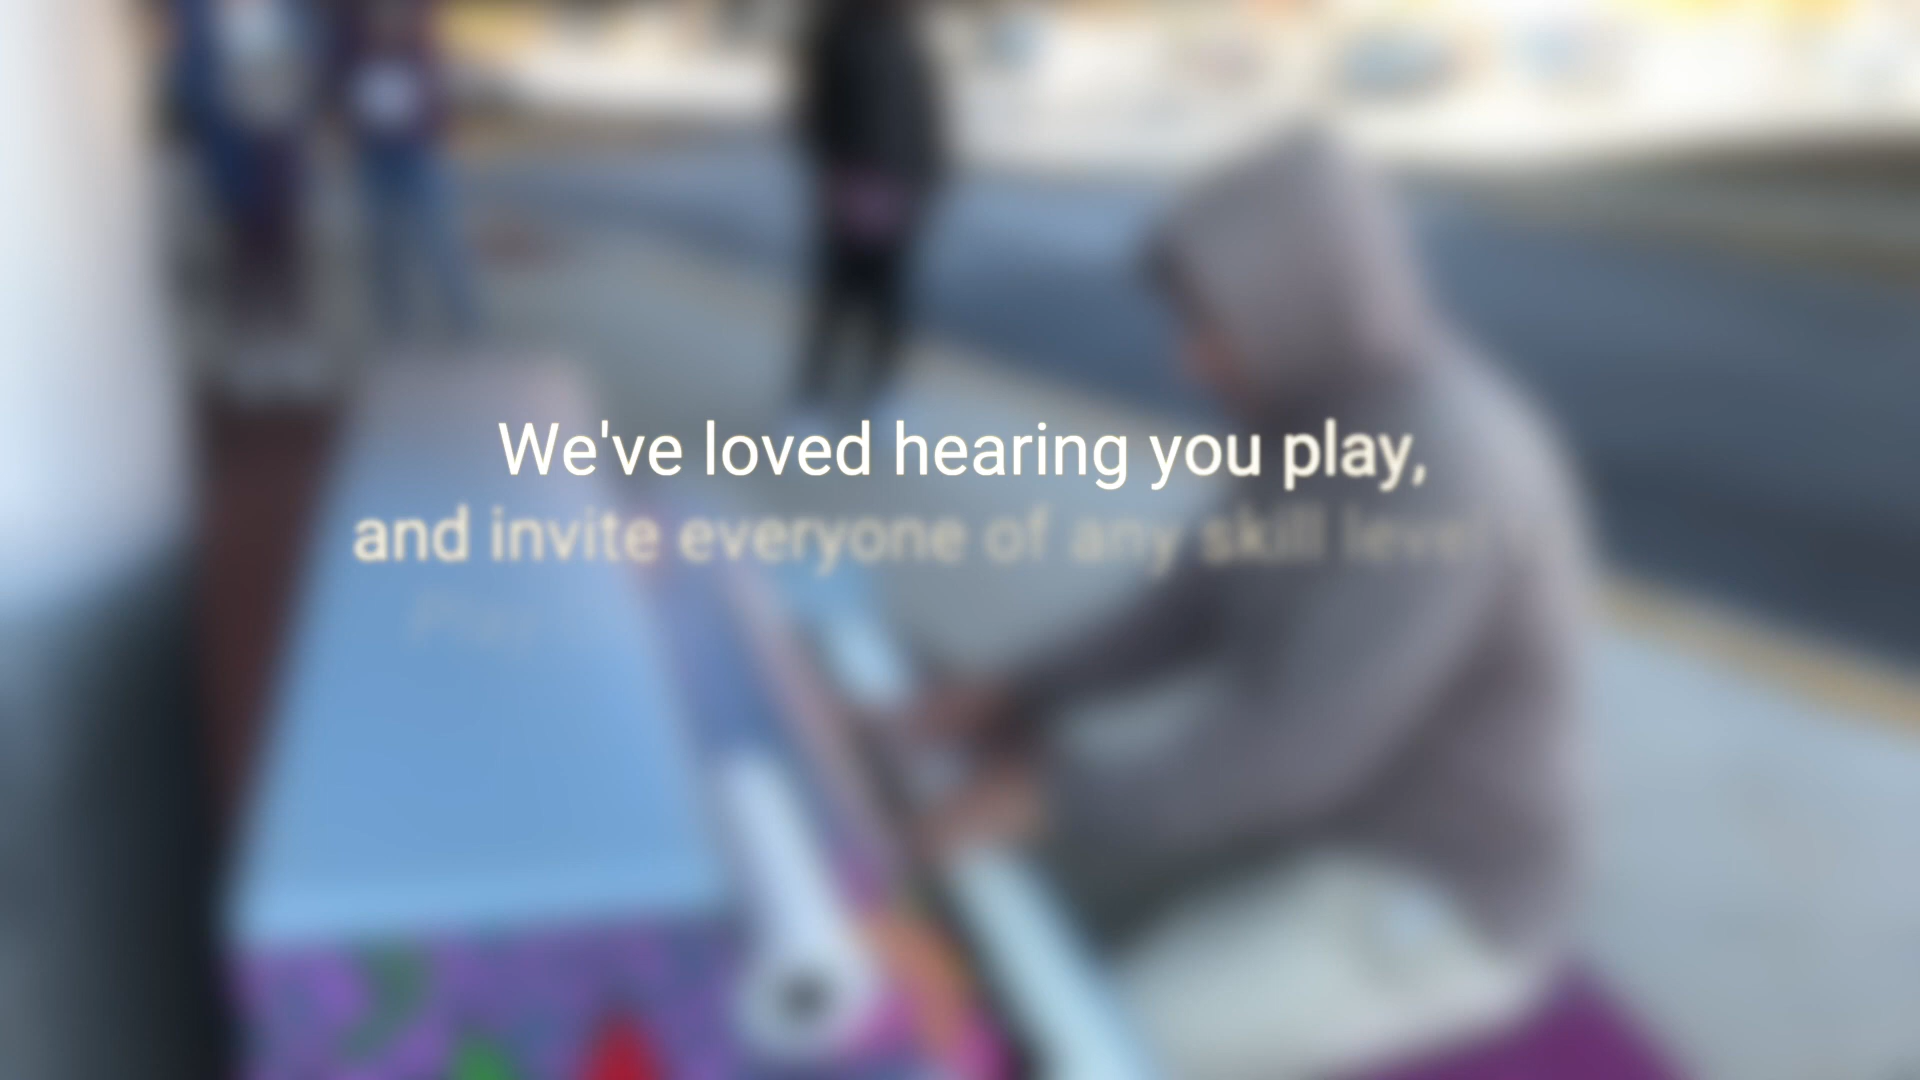 We've loved hearing you play,
and invite everyone of any skill level